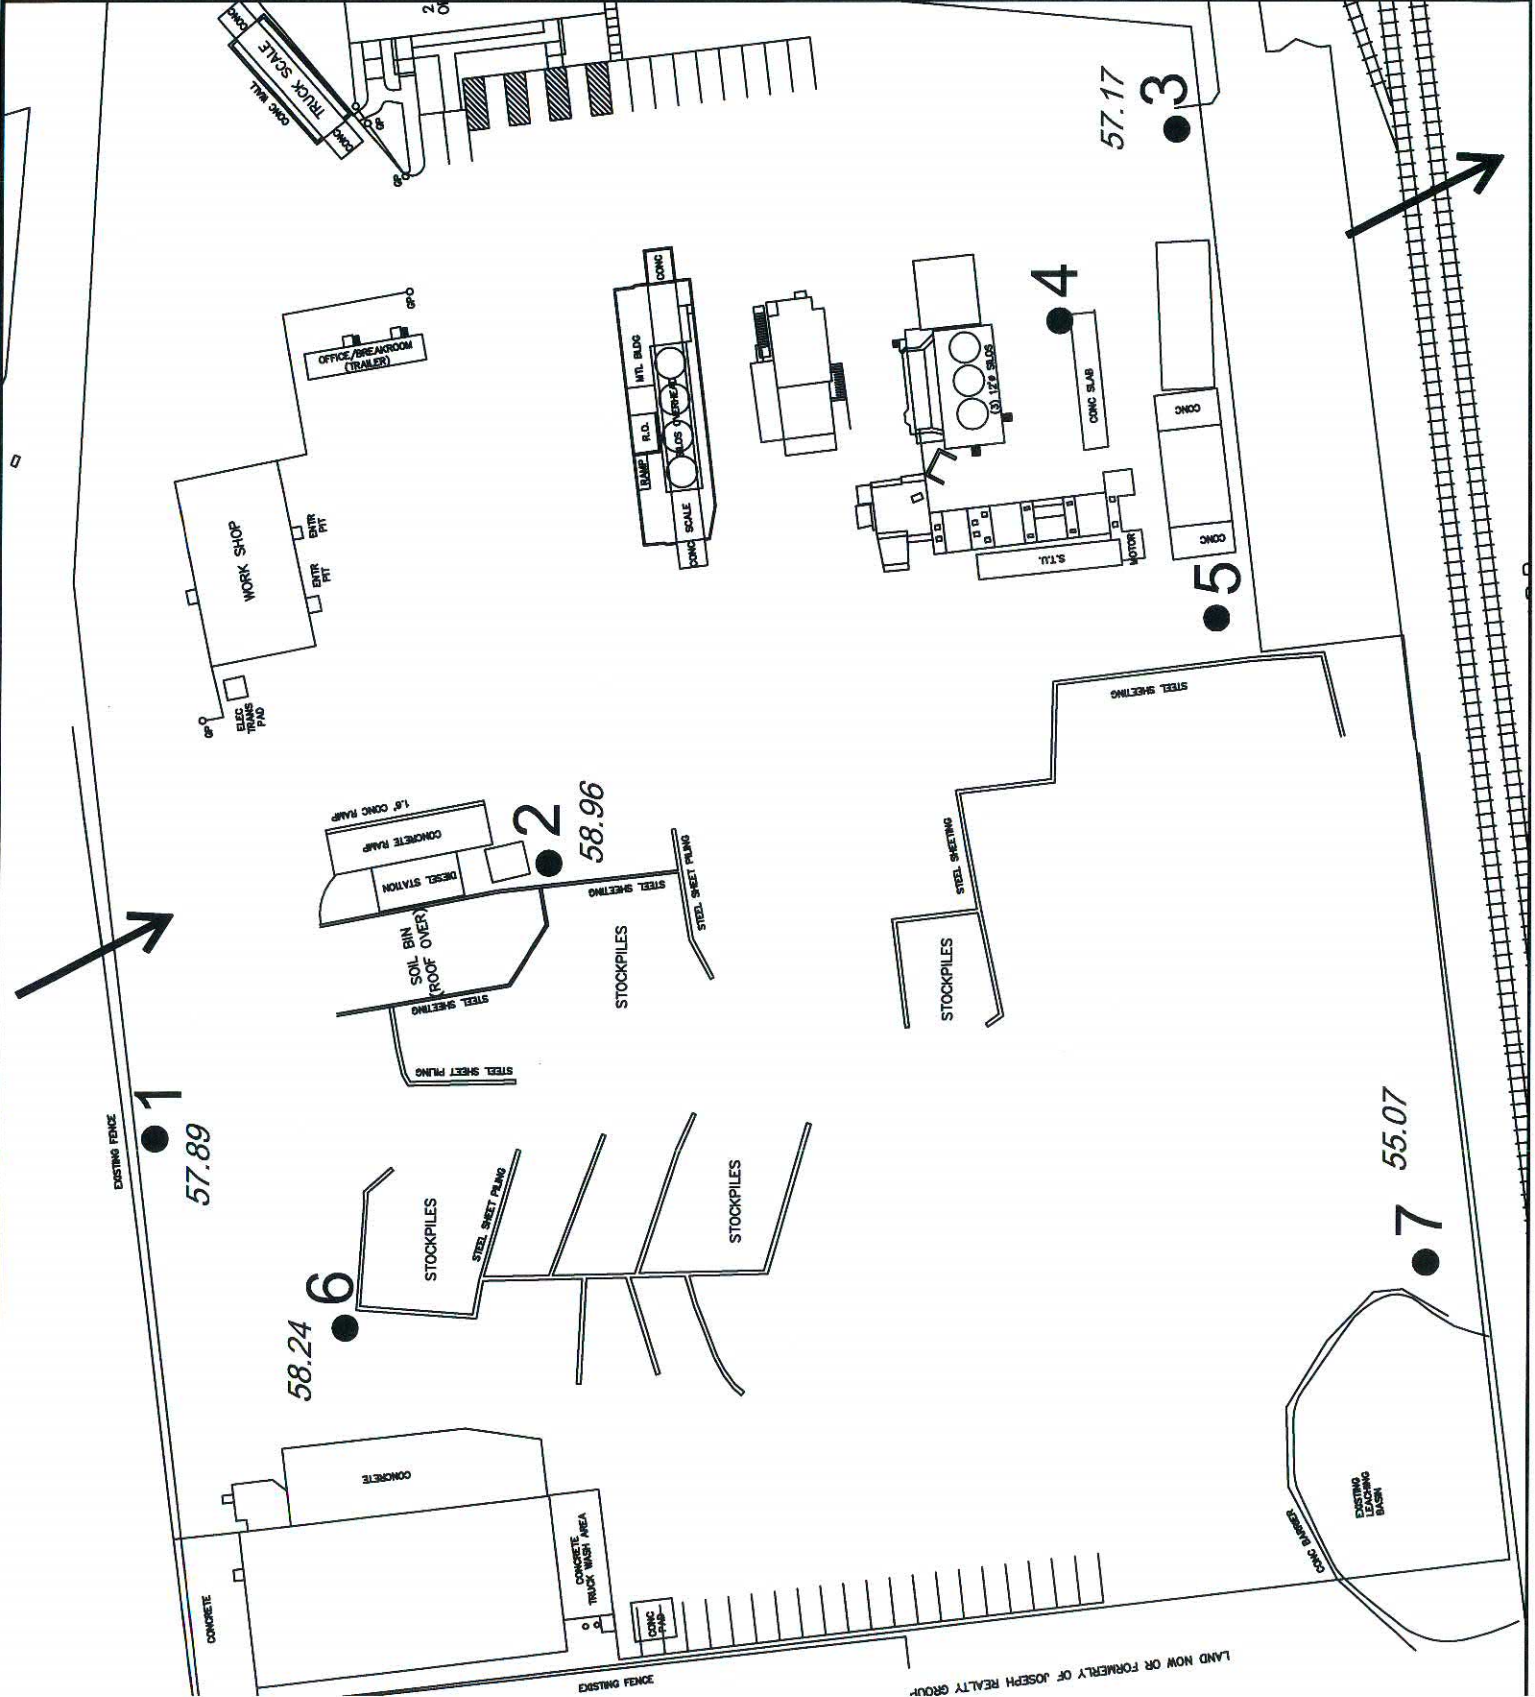 CONC
TRUCK SCALE
CONC WALL
CONC
GP
GP
2
57.17
3
GP
OFFICE/BREAKROOM
(TRAILER)
CONC
MTL BLDG
R.O.
RAMP
SILOS OVERHEAD
SCALE
CONC
4
(3) 12'ø SILOS
CONC SLAB
CONC
CONC
S.T.U.
MOTOR
5
WORK SHOP
ENTR
PIT
ENTR
PIT
GP
ELEC
TRANS
PAD
STEEL SHEETING
1.6' CONC RAMP
CONCRETE RAMP
DIESEL STATION
2
58.96
STEEL SHEETING
STEEL SHEET PILING
STEEL SHEETING
SOIL BIN
(ROOF OVER)
STEEL SHEETING
STOCKPILES
STOCKPILES
STEEL SHEET PILING
EXISTING FENCE
1
57.89
STOCKPILES
STEEL SHEET PILING
STOCKPILES
6
58.24
55.07
7
CONCRETE
CONCRETE
CONCRETE
TRUCK WASH AREA
CONC
PAD
EXISTING
LEACHING
BASIN
CONC BARRIER
EXISTING FENCE
LAND NOW OR FORMERLY OF JOSEPH REALTY GROUP